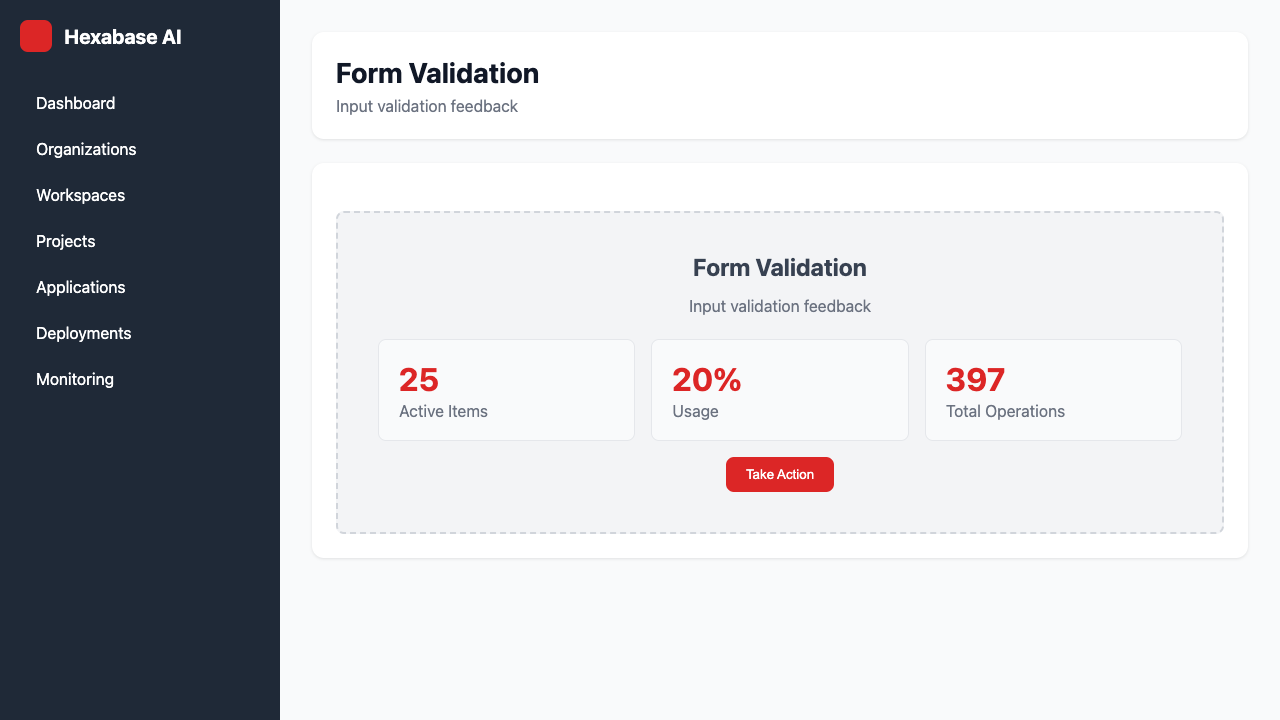 Hexabase AI
Dashboard
Organizations
Workspaces
Projects
Applications
Deployments
Monitoring
Form Validation
Input validation feedback
Form Validation
Input validation feedback
25
Active Items
20%
Usage
397
Total Operations
Take Action